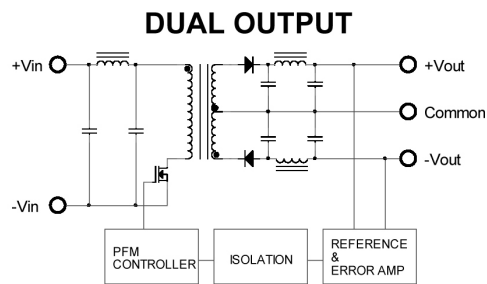 DUAL OUTPUT
+Vin
+Vout
Common
-Vout
-Vin
PFM
CONTROLLER
ISOLATION
REFERENCE
&
ERROR AMP